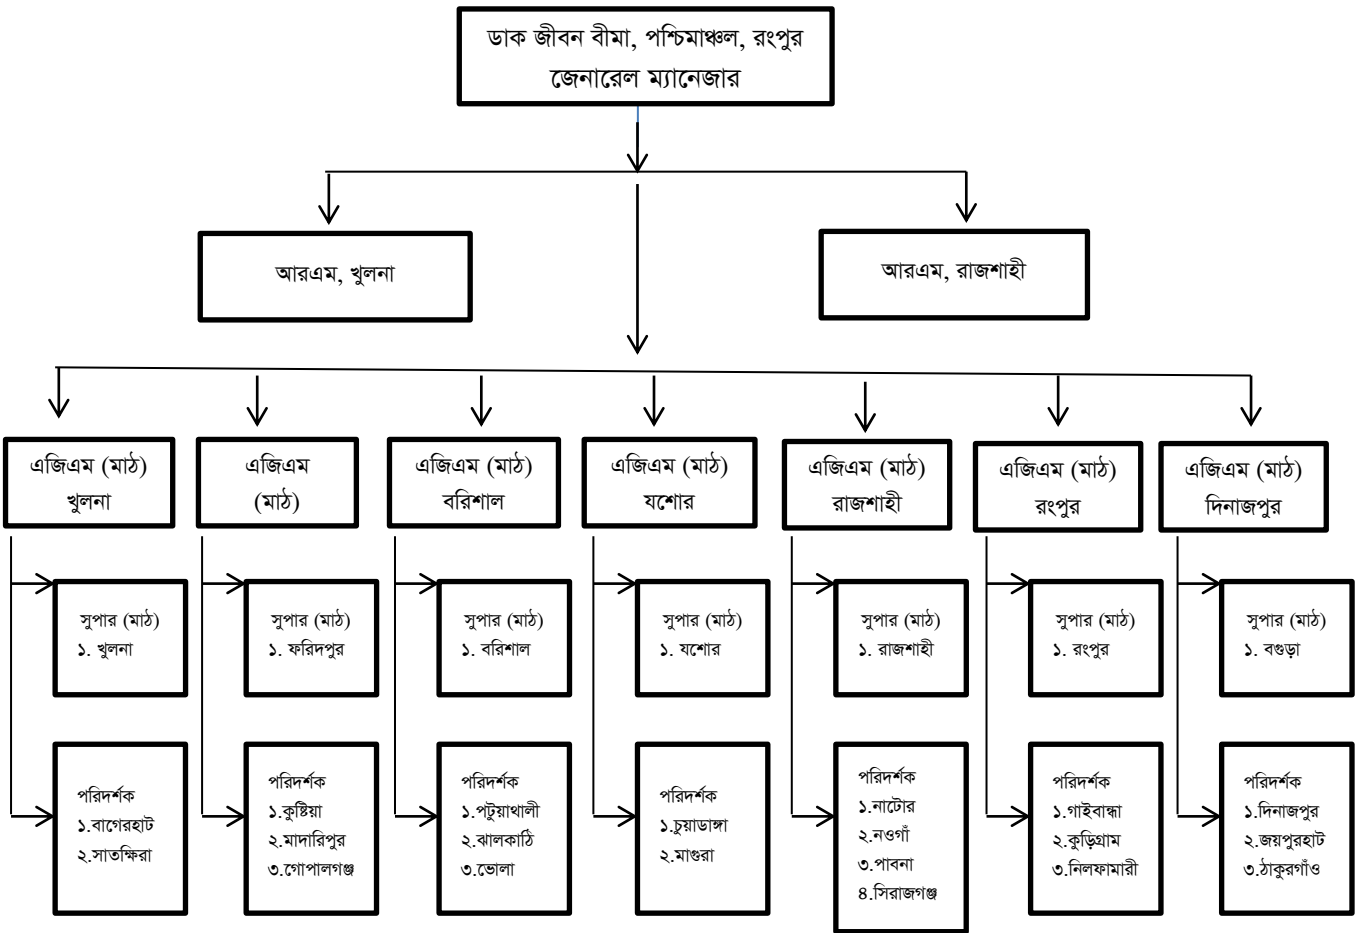 ডাক জীবন বীমা, পশ্চিমাঞ্চল, রংপুর
জেনারেল ম্যানেজার
আরএম, খুলনা
আরএম, রাজশাহী
এজিএম (মাঠ)
খুলনা
এজিএম
(মাঠ)
এজিএম (মাঠ)
বরিশাল
এজিএম (মাঠ)
যশোর
এজিএম (মাঠ)
রাজশাহী
এজিএম (মাঠ)
রংপুর
এজিএম (মাঠ)
দিনাজপুর
সুপার (মাঠ)
১. খুলনা
সুপার (মাঠ)
১. ফরিদপুর
সুপার (মাঠ)
১. বরিশাল
সুপার (মাঠ)
১. যশোর
সুপার (মাঠ)
১. রাজশাহী
সুপার (মাঠ)
১. রংপুর
সুপার (মাঠ)
১. বগুড়া
পরিদর্শক
১.বাগেরহাট
২.সাতক্ষিরা
পরিদর্শক
১.কুষ্টিয়া
২.মাদারিপুর
৩.গোপালগঞ্জ
পরিদর্শক
১.পটুয়াখালী
২.ঝালকাঠি
৩.ভোলা
পরিদর্শক
১.চুয়াডাঙ্গা
২.মাগুরা
পরিদর্শক
১.নাটোর
২.নওগাঁ
৩.পাবনা
৪.সিরাজগঞ্জ
পরিদর্শক
১.গাইবান্ধা
২.কুড়িগ্রাম
৩.নিলফামারী
পরিদর্শক
১.দিনাজপুর
২.জয়পুরহাট
৩.ঠাকুরগাঁও